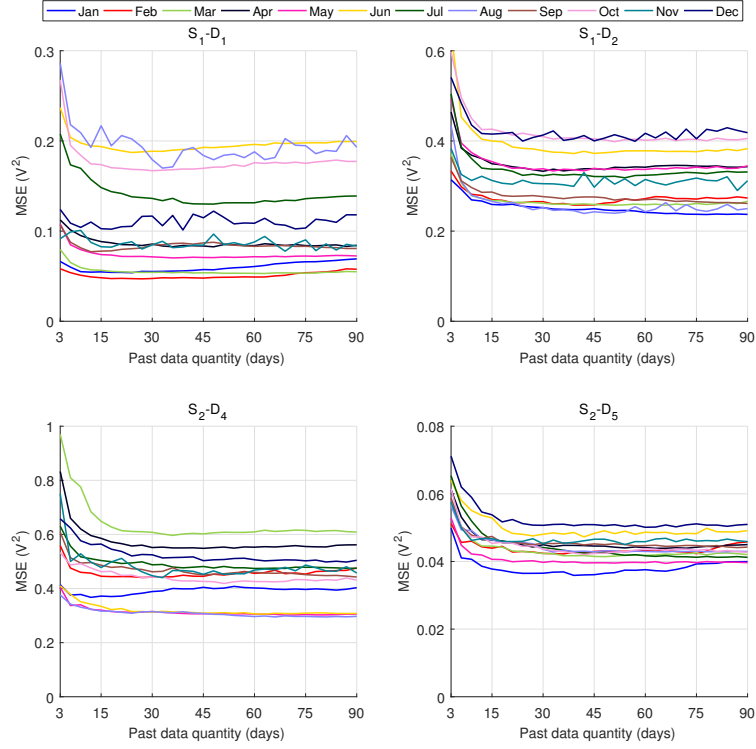 Jan Feb Mar Apr May Jun Jul Aug Sep Oct Nov Dec
S₁-D₁
0.3
0.2
0.1
0
MSE (V²)
3 15 30 45 60 75 90
Past data quantity (days)
S₁-D₂
0.6
0.4
0.2
0
MSE (V²)
3 15 30 45 60 75 90
Past data quantity (days)
S₂-D₄
1
0.8
0.6
0.4
0.2
0
MSE (V²)
3 15 30 45 60 75 90
Past data quantity (days)
S₂-D₅
0.08
0.06
0.04
0.02
0
MSE (V²)
3 15 30 45 60 75 90
Past data quantity (days)